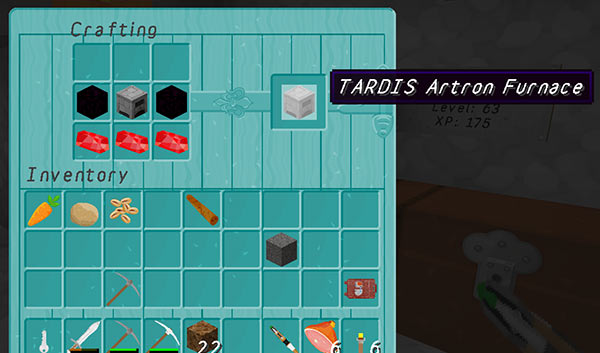 Crafting
TARDIS Artron Furnace
Level: 63
XP: 175
Inventory
22
6
6